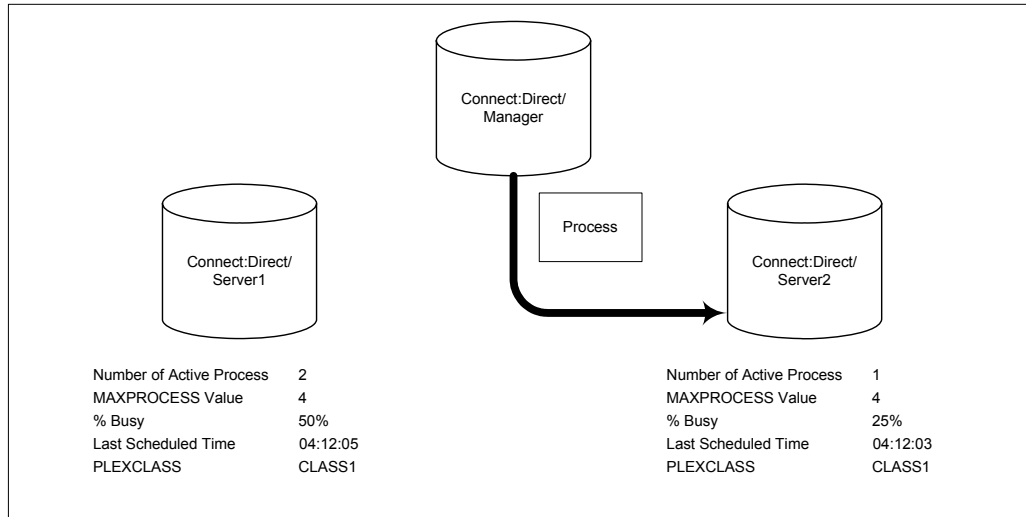 Connect:Direct/
Manager
Process
Connect:Direct/
Server1
Connect:Direct/
Server2
Number of Active Process 2
MAXPROCESS Value 4
% Busy 50%
Last Scheduled Time 04:12:05
PLEXCLASS CLASS1
Number of Active Process 1
MAXPROCESS Value 4
% Busy 25%
Last Scheduled Time 04:12:03
PLEXCLASS CLASS1